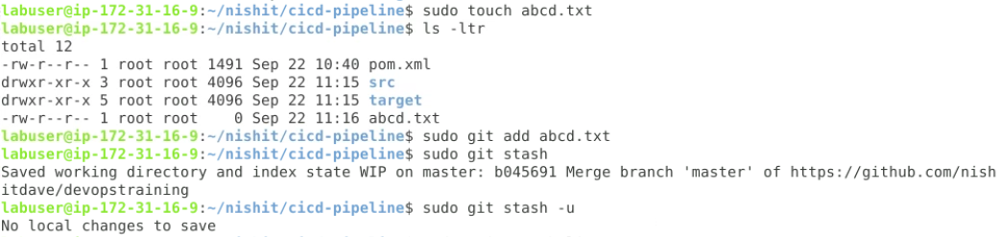 labuser@ip-172-31-16-9:~/nishit/cicd-pipeline$ sudo touch abcd.txt
labuser@ip-172-31-16-9:~/nishit/cicd-pipeline$ ls -ltr
total 12
-rw-r--r-- 1 root root 1491 Sep 22 10:40 pom.xml
drwxr-xr-x 3 root root 4096 Sep 22 11:15 src
drwxr-xr-x 5 root root 4096 Sep 22 11:15 target
-rw-r--r-- 1 root root    0 Sep 22 11:16 abcd.txt
labuser@ip-172-31-16-9:~/nishit/cicd-pipeline$ sudo git add abcd.txt
labuser@ip-172-31-16-9:~/nishit/cicd-pipeline$ sudo git stash
Saved working directory and index state WIP on master: b045691 Merge branch 'master' of https://github.com/nish
itdave/devopstraining
labuser@ip-172-31-16-9:~/nishit/cicd-pipeline$ sudo git stash -u
No local changes to save